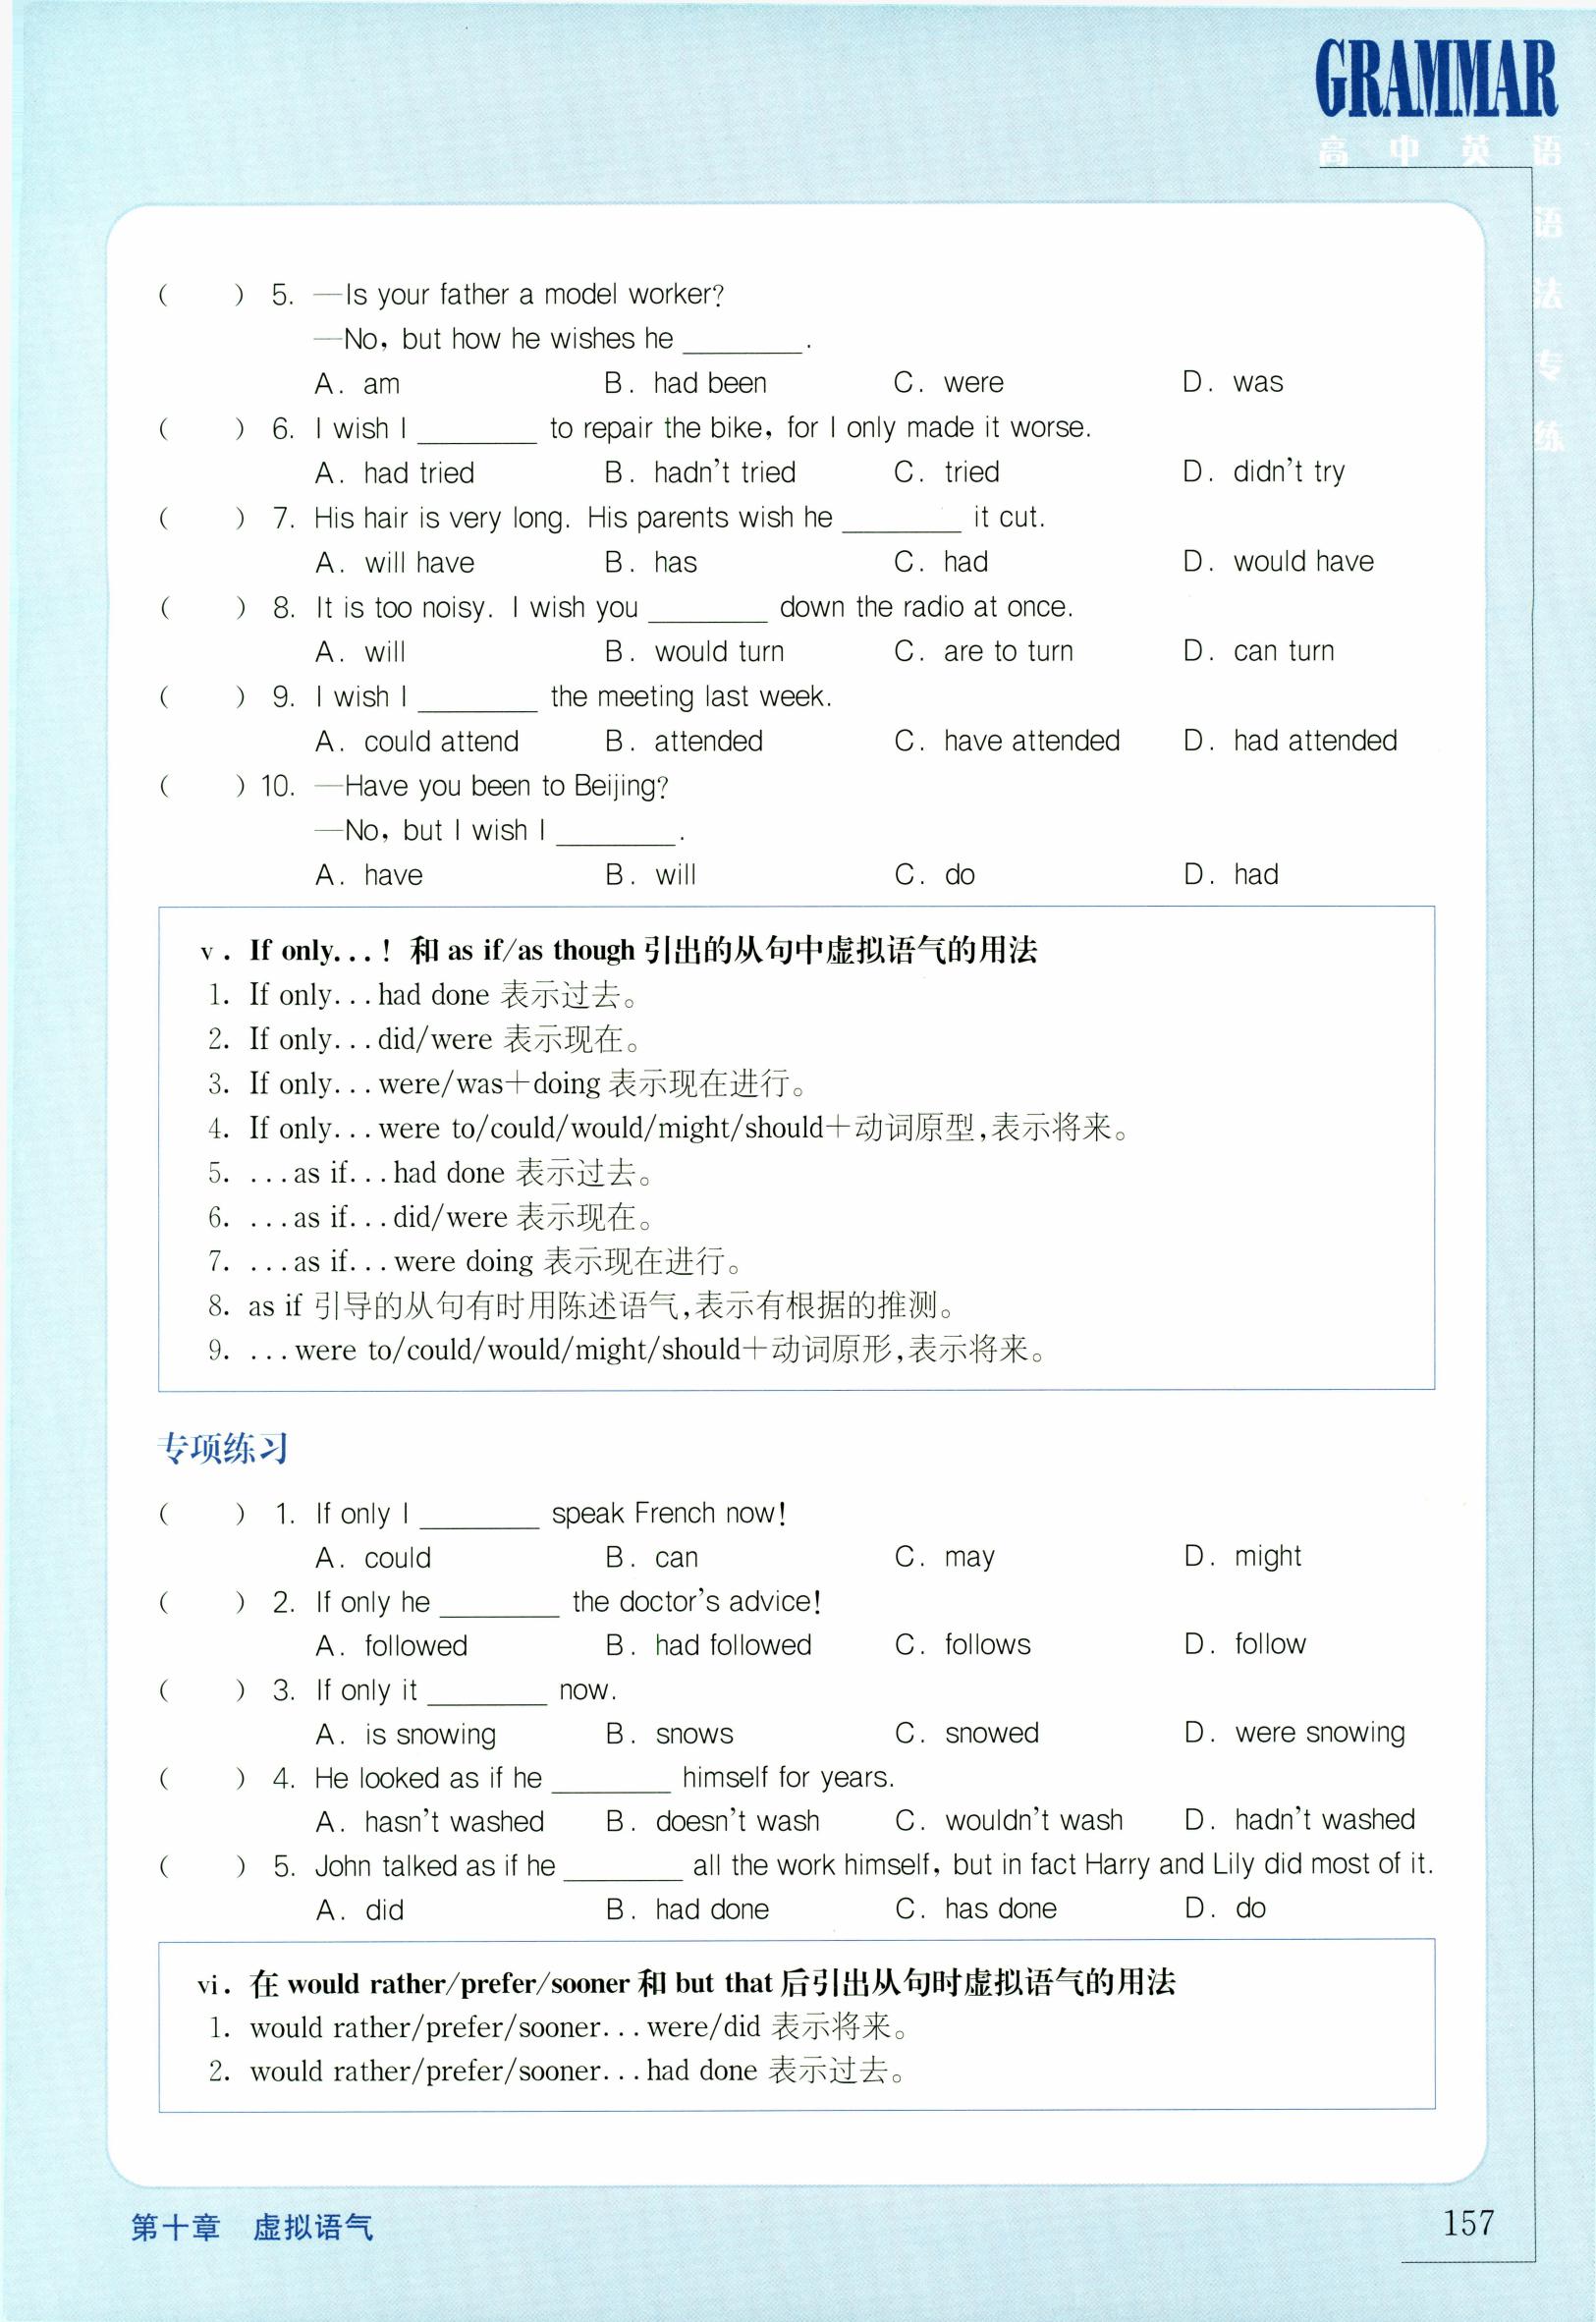 GRAMMAR
高中英语
语法专练
( ) 5. —Is your father a model worker?
—No, but how he wishes he ________.
A. am B. had been C. were D. was
( ) 6. I wish I ________ to repair the bike, for I only made it worse.
A. had tried B. hadn't tried C. tried D. didn't try
( ) 7. His hair is very long. His parents wish he ________ it cut.
A. will have B. has C. had D. would have
( ) 8. It is too noisy. I wish you ________ down the radio at once.
A. will B. would turn C. are to turn D. can turn
( ) 9. I wish I ________ the meeting last week.
A. could attend B. attended C. have attended D. had attended
( ) 10. —Have you been to Beijing?
—No, but I wish I ________.
A. have B. will C. do D. had
v. If only...! 和 as if/as though 引出的从句中虚拟语气的用法
1. If only...had done 表示过去。
2. If only...did/were 表示现在。
3. If only...were/was+doing 表示现在进行。
4. If only...were to/could/would/might/should+动词原型,表示将来。
5. ...as if...had done 表示过去。
6. ...as if...did/were 表示现在。
7. ...as if...were doing 表示现在进行。
8. as if 引导的从句有时用陈述语气,表示有根据的推测。
9. ...were to/could/would/might/should+动词原形,表示将来。
专项练习
( ) 1. If only I ________ speak French now!
A. could B. can C. may D. might
( ) 2. If only he ________ the doctor's advice!
A. followed B. had followed C. follows D. follow
( ) 3. If only it ________ now.
A. is snowing B. snows C. snowed D. were snowing
( ) 4. He looked as if he ________ himself for years.
A. hasn't washed B. doesn't wash C. wouldn't wash D. hadn't washed
( ) 5. John talked as if he ________ all the work himself, but in fact Harry and Lily did most of it.
A. did B. had done C. has done D. do
vi. 在 would rather/prefer/sooner 和 but that 后引出从句时虚拟语气的用法
1. would rather/prefer/sooner...were/did 表示将来。
2. would rather/prefer/sooner...had done 表示过去。
第十章 虚拟语气
157